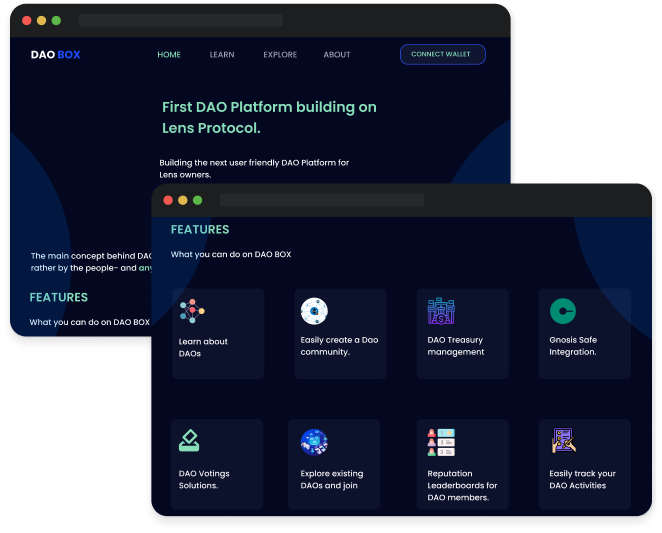 DAO BOX
HOME
LEARN
EXPLORE
ABOUT
CONNECT WALLET
First DAO Platform building on
Lens Protocol.
Building the next user friendly DAO Platform for
Lens owners.
The main concept behind DAO
rather by the people- and any
FEATURES
What you can do on DAO BOX
FEATURES
What you can do on DAO BOX
Learn about
DAOs
Easily create a Dao
community.
DAO Treasury
management
Gnosis Safe
Integration.
DAO Votings
Solutions.
Explore existing
DAOs and join
Reputation
Leaderboards for
DAO members.
Easily track your
DAO Activities